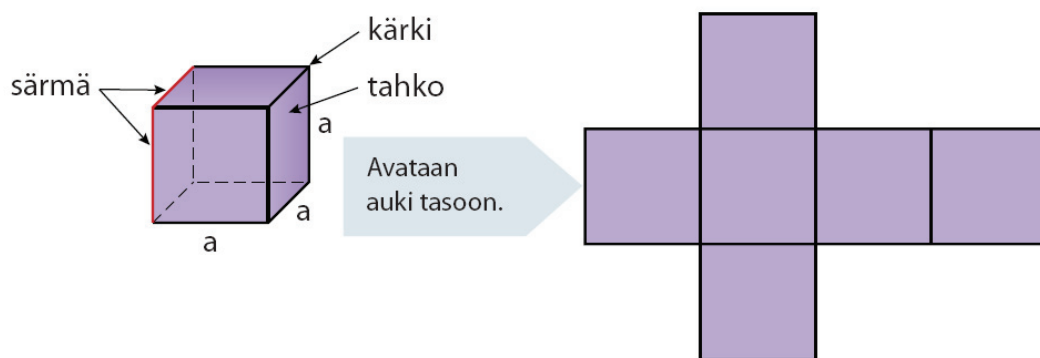 kärki
särmä
tahko
a
a
a
Avataan
auki tasoon.